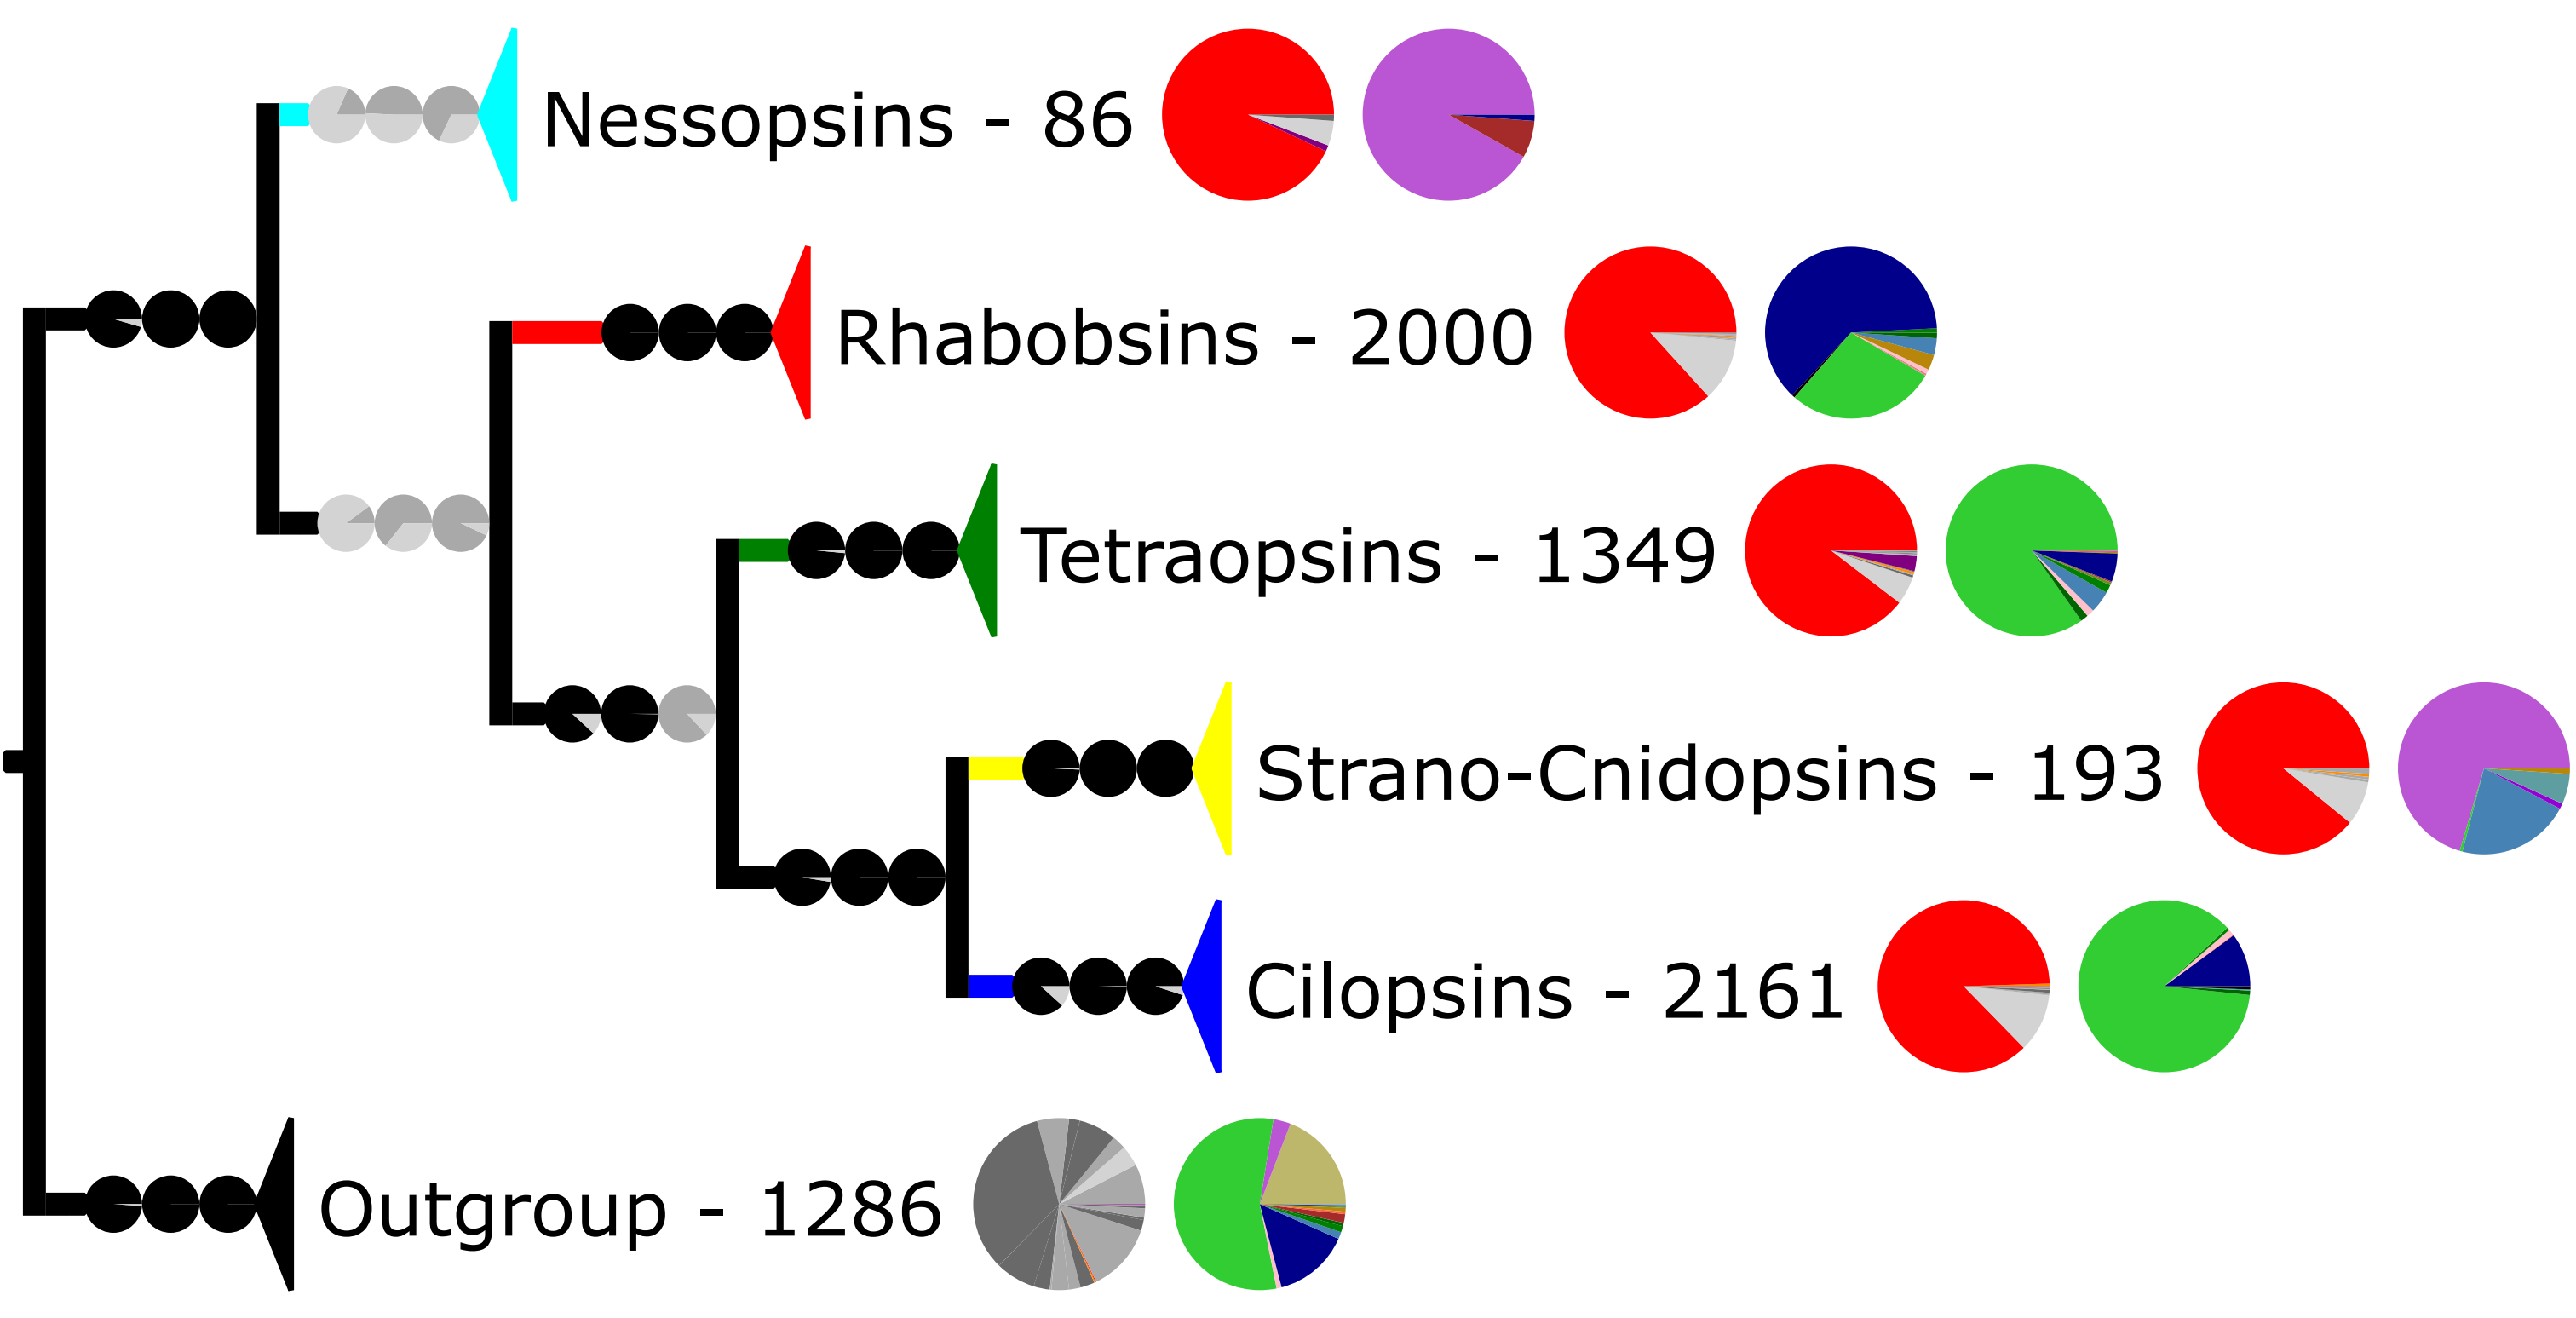 Nessopsins - 86
Rhabobsins - 2000
Tetraopsins - 1349
Strano-Cnidopsins - 193
Cilopsins - 2161
Outgroup - 1286